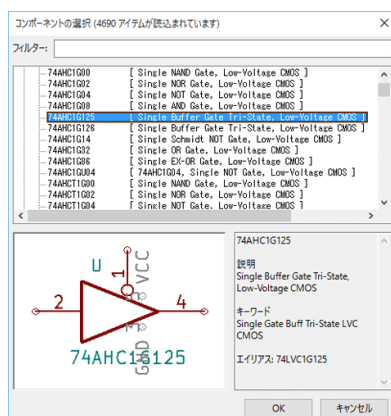 コンポーネントの選択 (4690 アイテムが読込まれています)
フィルター:
74AHC1G00 [ Single NAND Gate, Low-Voltage CMOS ]
74AHC1G02 [ Single NOR Gate, Low-Voltage CMOS ]
74AHC1G04 [ Single NOT Gate, Low-Voltage CMOS ]
74AHC1G08 [ Single AND Gate, Low-Voltage CMOS ]
74AHC1G125 [ Single Buffer Gate Tri-State, Low-Voltage CMOS ]
74AHC1G126 [ Single Buffer Gate Tri-State, Low-Voltage CMOS ]
74AHC1G14 [ Single Schmidt NOT Gate, Low-Voltage CMOS ]
74AHC1G32 [ Single OR Gate, Low-Voltage CMOS ]
74AHC1G86 [ Single EX-OR Gate, Low-Voltage CMOS ]
74AHC1GU04 [ 74AHC1G04, Single NOT Gate, Low-Voltage CMOS ]
74AHCT1G00 [ Single NAND Gate, Low-Voltage CMOS ]
74AHCT1G02 [ Single NOR Gate, Low-Voltage CMOS ]
74AHCT1G04 [ Single NOT Gate, Low-Voltage CMOS ]
U
1
VCC
2
4
GND
74AHC1G125
74AHC1G125
説明
Single Buffer Gate Tri-State,
Low-Voltage CMOS
キーワード
Single Gate Buff Tri-State LVC
CMOS
エイリアス: 74LVC1G125
OK
キャンセル